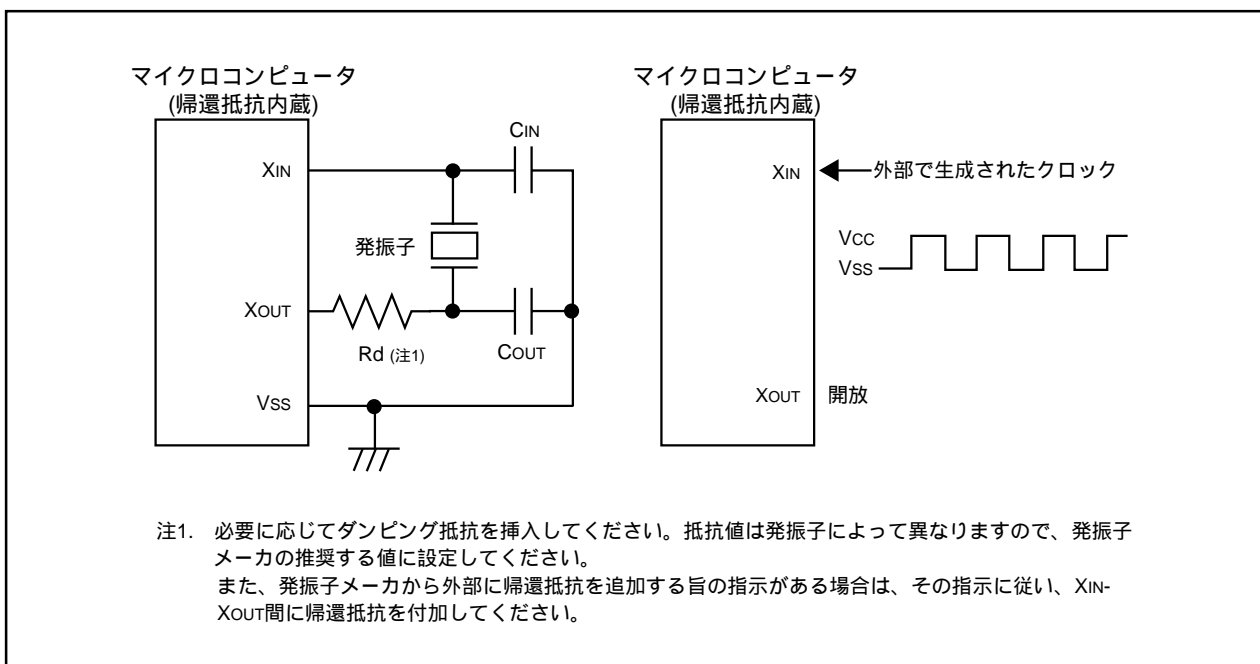 マイクロコンピュータ
(帰還抵抗内蔵)
XIN
CIN
発振子
XOUT
Rd (注1)
COUT
VSS
マイクロコンピュータ
(帰還抵抗内蔵)
XIN
外部で生成されたクロック
VCC
VSS
XOUT
開放
注1. 必要に応じてダンピング抵抗を挿入してください。抵抗値は発振子によって異なりますので、発振子
メーカの推奨する値に設定してください。
また、発振子メーカから外部に帰還抵抗を追加する旨の指示がある場合は、その指示に従い、XIN-
XOUT間に帰還抵抗を付加してください。